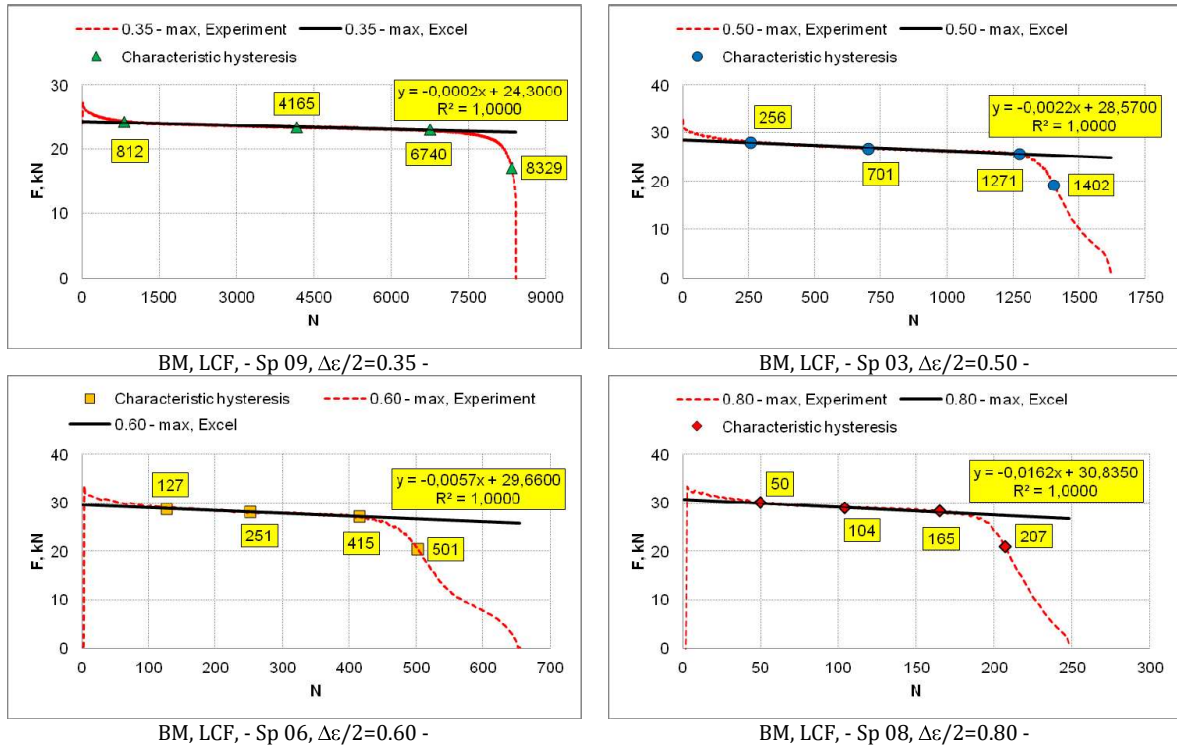 0.35 - max, Experiment
0.35 - max, Excel
Characteristic hysteresis
y = -0,0002x + 24,3000
R² = 1,0000
4165
812
6740
8329
30
20
10
0
F, kN
0
1500
3000
4500
6000
7500
9000
N
BM, LCF, - Sp 09, Δε/2=0.35 -
0.50 - max, Experiment
0.50 - max, Excel
Characteristic hysteresis
y = -0,0022x + 28,5700
R² = 1,0000
256
701
1271
1402
40
30
20
10
0
F, kN
0
250
500
750
1000
1250
1500
1750
N
BM, LCF, - Sp 03, Δε/2=0.50 -
Characteristic hysteresis
0.60 - max, Experiment
0.60 - max, Excel
y = -0,0057x + 29,6600
R² = 1,0000
127
251
415
501
40
30
20
10
0
F, kN
0
100
200
300
400
500
600
700
N
BM, LCF, - Sp 06, Δε/2=0.60 -
0.80 - max, Experiment
0.80 - max, Excel
Characteristic hysteresis
y = -0,0162x + 30,8350
R² = 1,0000
50
104
165
207
40
30
20
10
0
F, kN
0
50
100
150
200
250
300
N
BM, LCF, - Sp 08, Δε/2=0.80 -